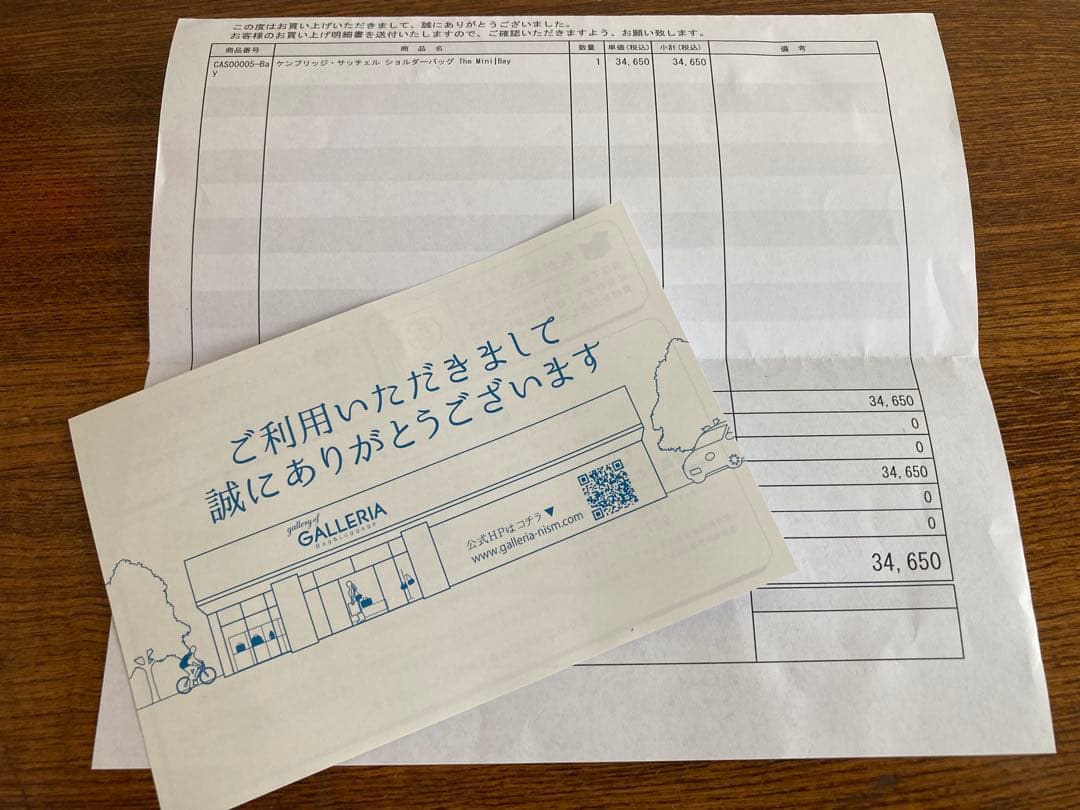 この度はお買い上げいただきまして、誠にありがとうございました。
お客様のお買い上げ明細書を送付いたしますので、ご確認いただきますよう、お願い致します。
商品番号 商品名 数量 単価(税込) 小計(税込) 備考
CAS00005-Ba
y
ケンブリッジ・サッチェル ショルダーバッグ The Mini|Bay 1 34,650 34,650
34,650
0
0
34,650
0
0
34,650
ご利用いただきまして
誠にありがとうございます
gallery of
GALLERIA
Bag&Luggage
公式HPはコチラ▼
www.galleria-nism.com